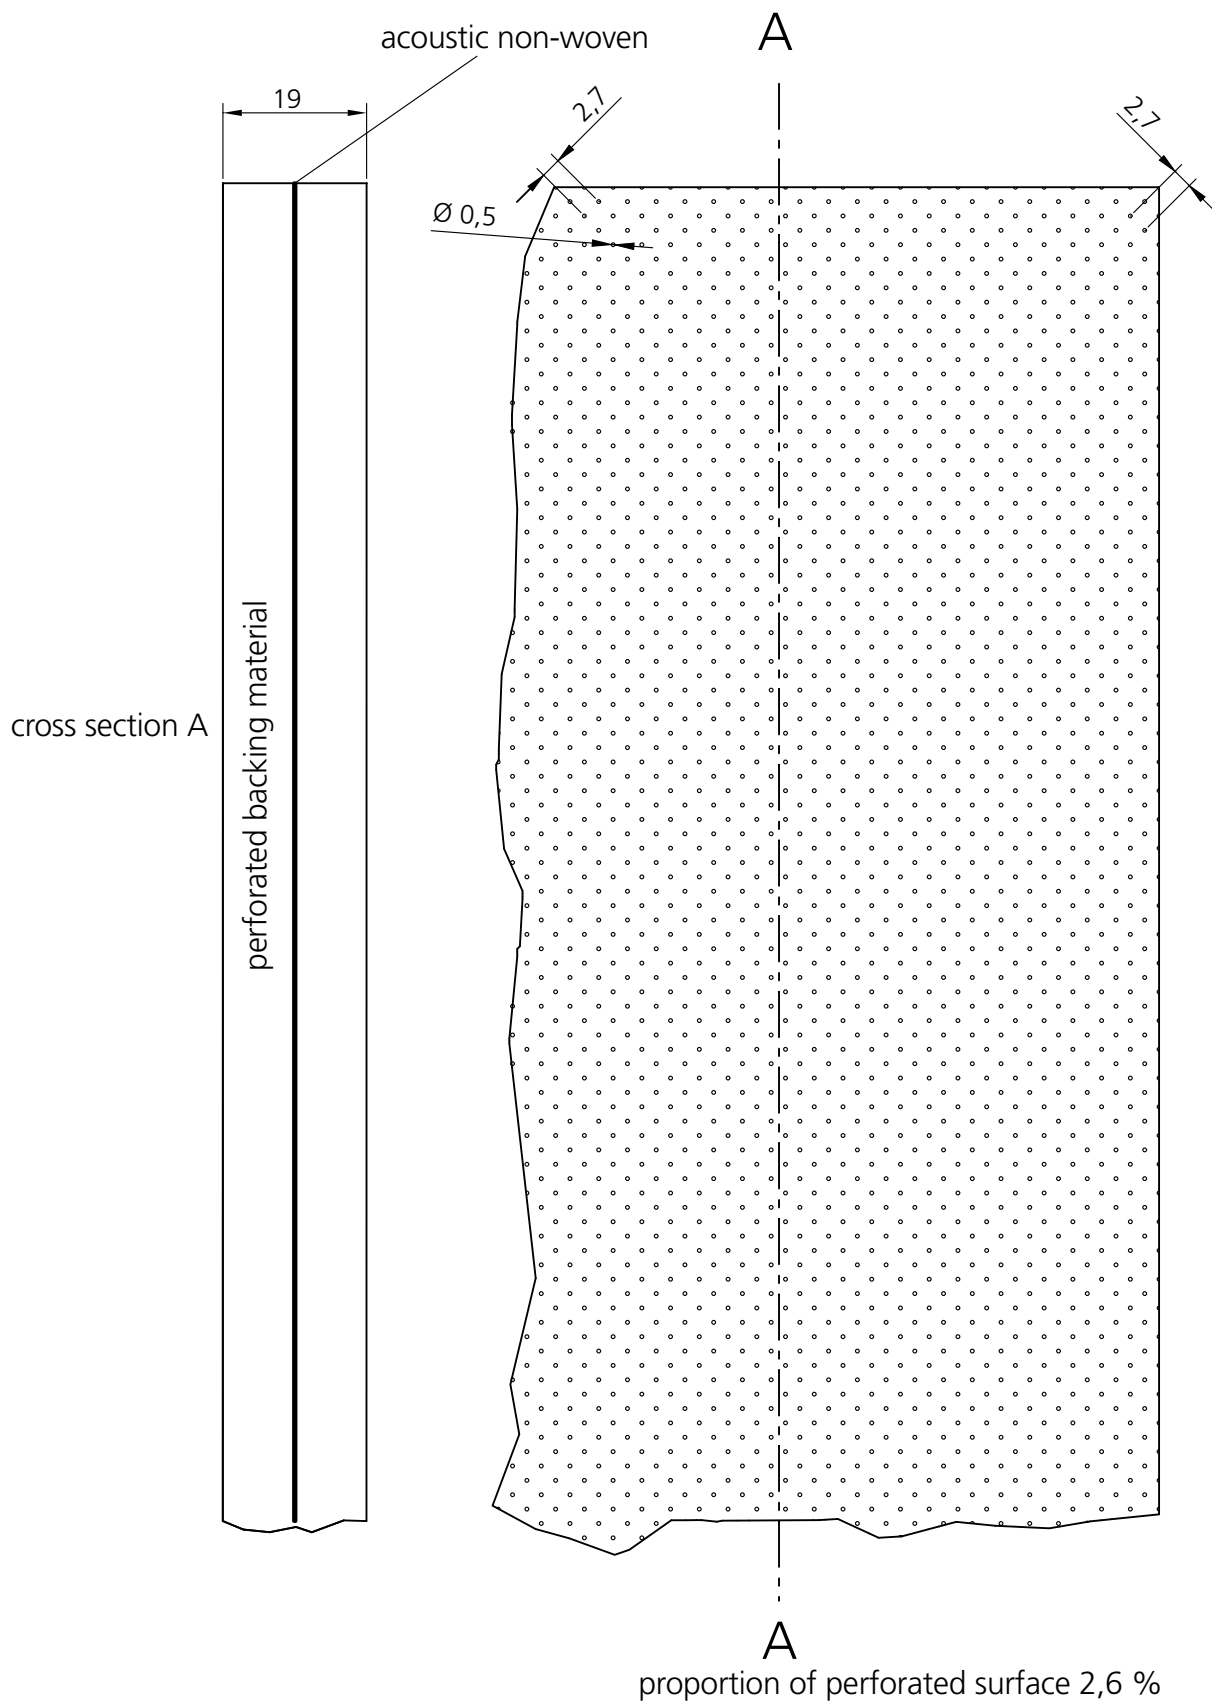 A
acoustic non-woven
19
2,7
2,7
Ø 0,5
perforated backing material
cross section A
A
proportion of perforated surface 2,6 %